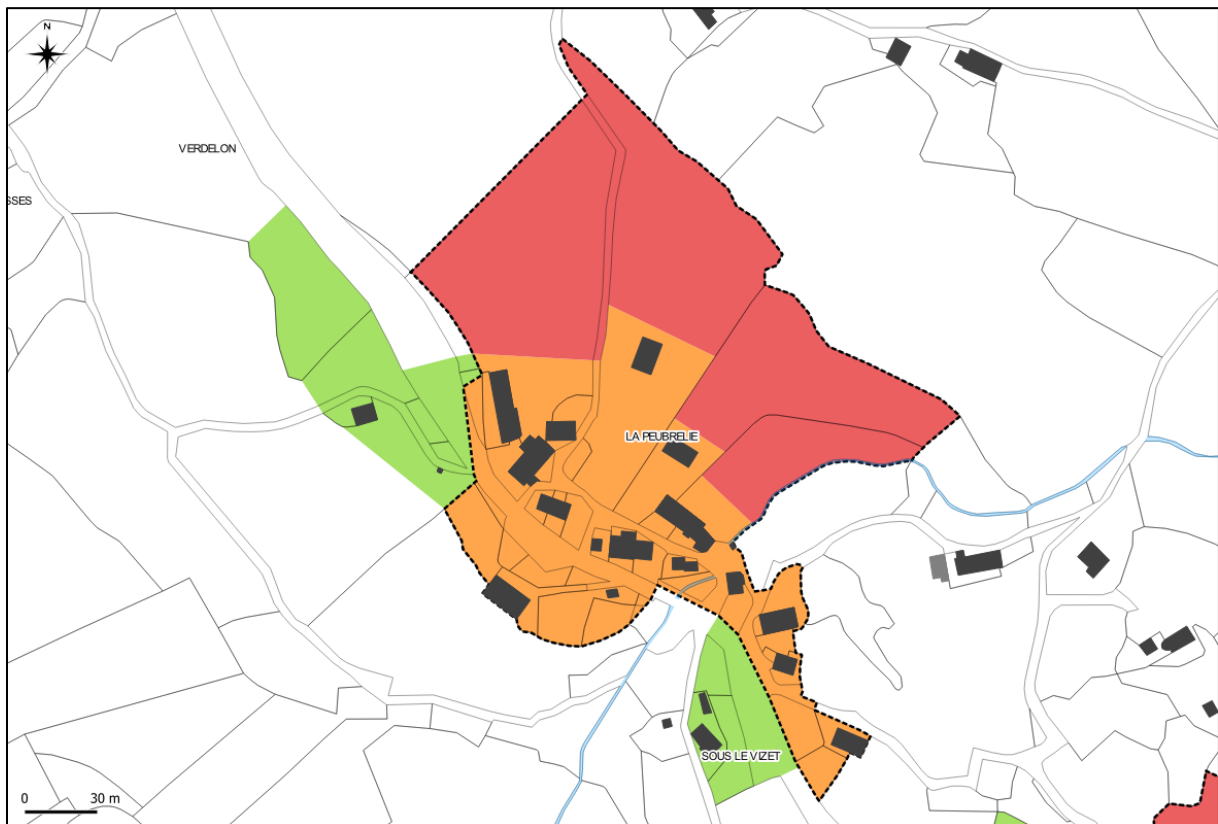 N
VERDELON
SSES
LA PEUBRELIE
SOUS LE VIZET
0 30 m